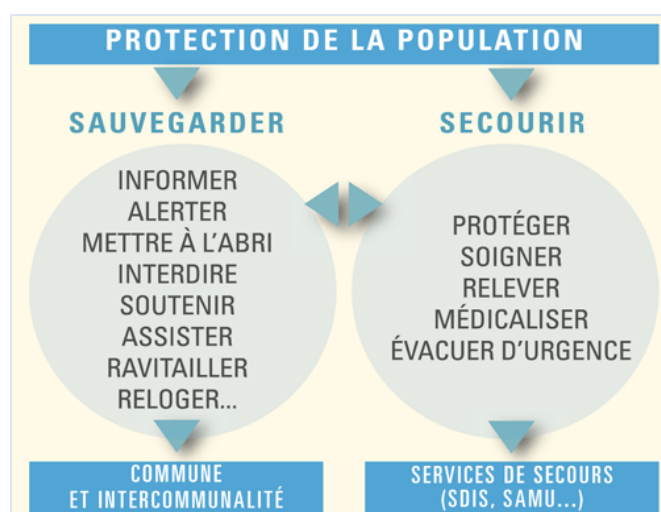 PROTECTION DE LA POPULATION
SAUVEGARDER
INFORMER
ALERTER
METTRE À L'ABRI
INTERDIRE
SOUTENIR
ASSISTER
RAVITAILLER
RELOGER...
COMMUNE
ET INTERCOMMUNALITÉ
SECOURIR
PROTÉGER
SOIGNER
RELEVER
MÉDICALISER
ÉVACUER D'URGENCE
SERVICES DE SECOURS
(SDIS, SAMU...)